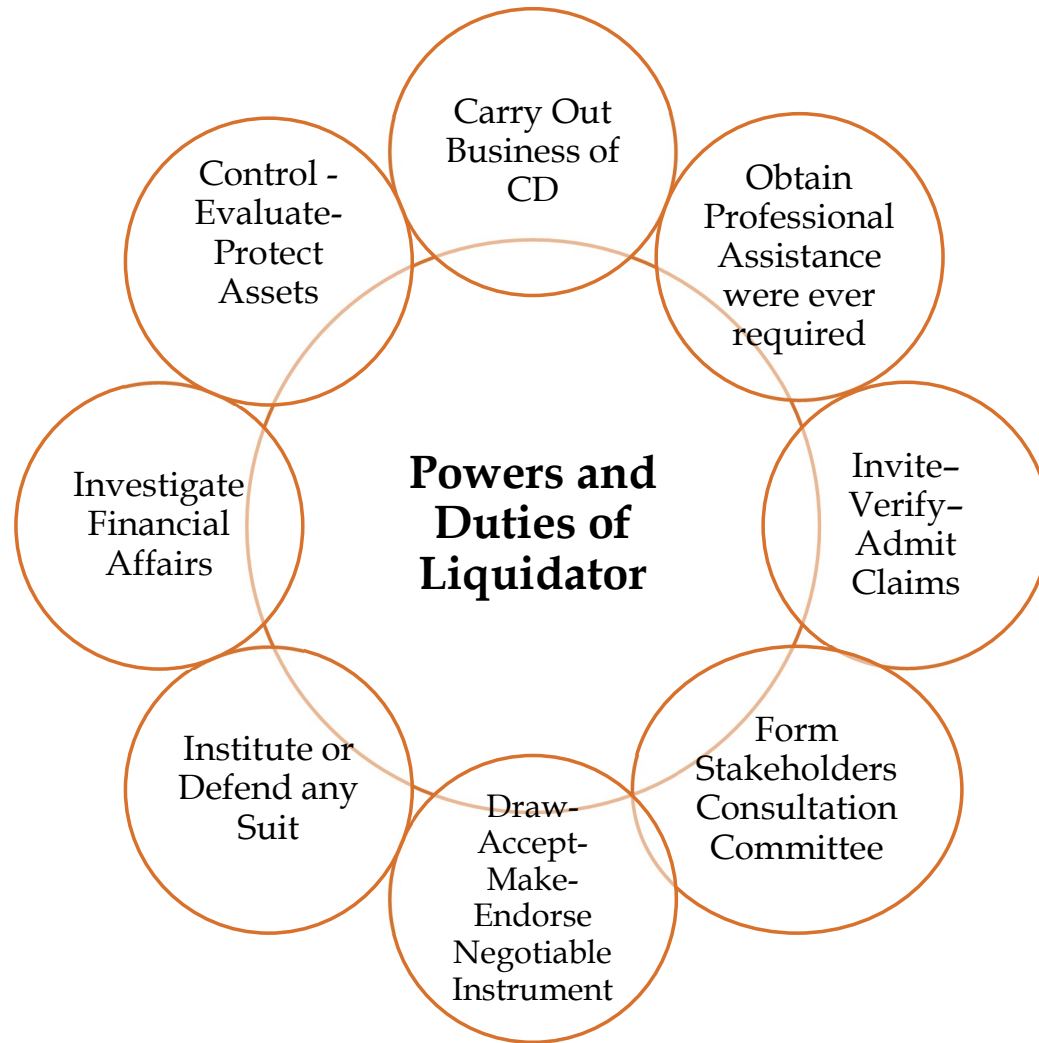 Powers and
Duties of
Liquidator
Carry Out
Business of
CD
Obtain
Professional
Assistance
were ever
required
Invite–
Verify–
Admit
Claims
Form
Stakeholders
Consultation
Committee
Draw-
Accept-
Make-
Endorse
Negotiable
Instrument
Institute or
Defend any
Suit
Investigate
Financial
Affairs
Control -
Evaluate-
Protect
Assets